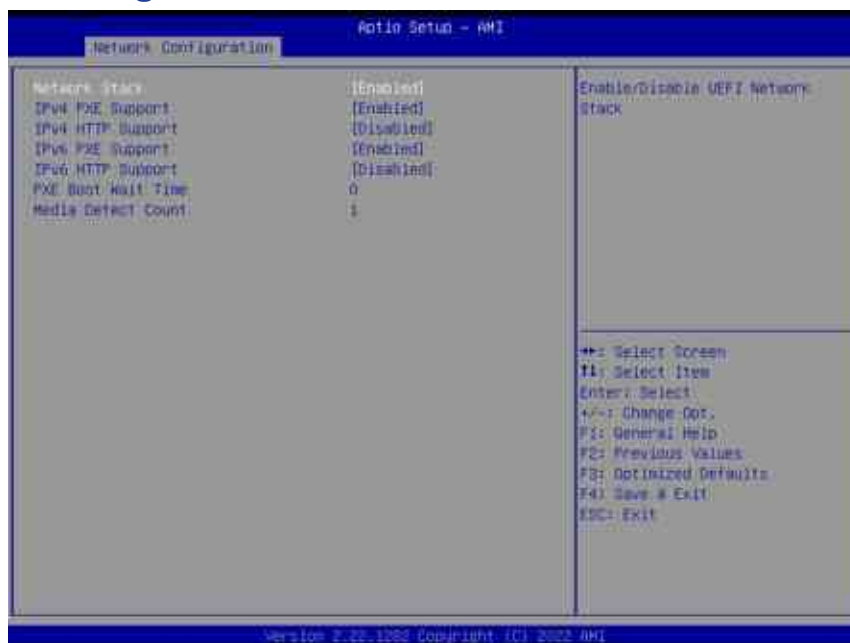 Aptio Setup - AMI
Network Configuration
Network Stack [Enabled]
IPv4 PXE Support [Enabled]
IPv4 HTTP Support [Disabled]
IPv6 PXE Support [Enabled]
IPv6 HTTP Support [Disabled]
PXE Boot Wait Time 0
Media Detect Count 1
Enable/Disable UEFI Network
Stack
→←: Select Screen
↑↓: Select Item
Enter: Select
+/-: Change Opt.
F1: General Help
F2: Previous Values
F3: Optimized Defaults
F4: Save & Exit
ESC: Exit
Version 2.22.1282 Copyright (C) 2022 AMI